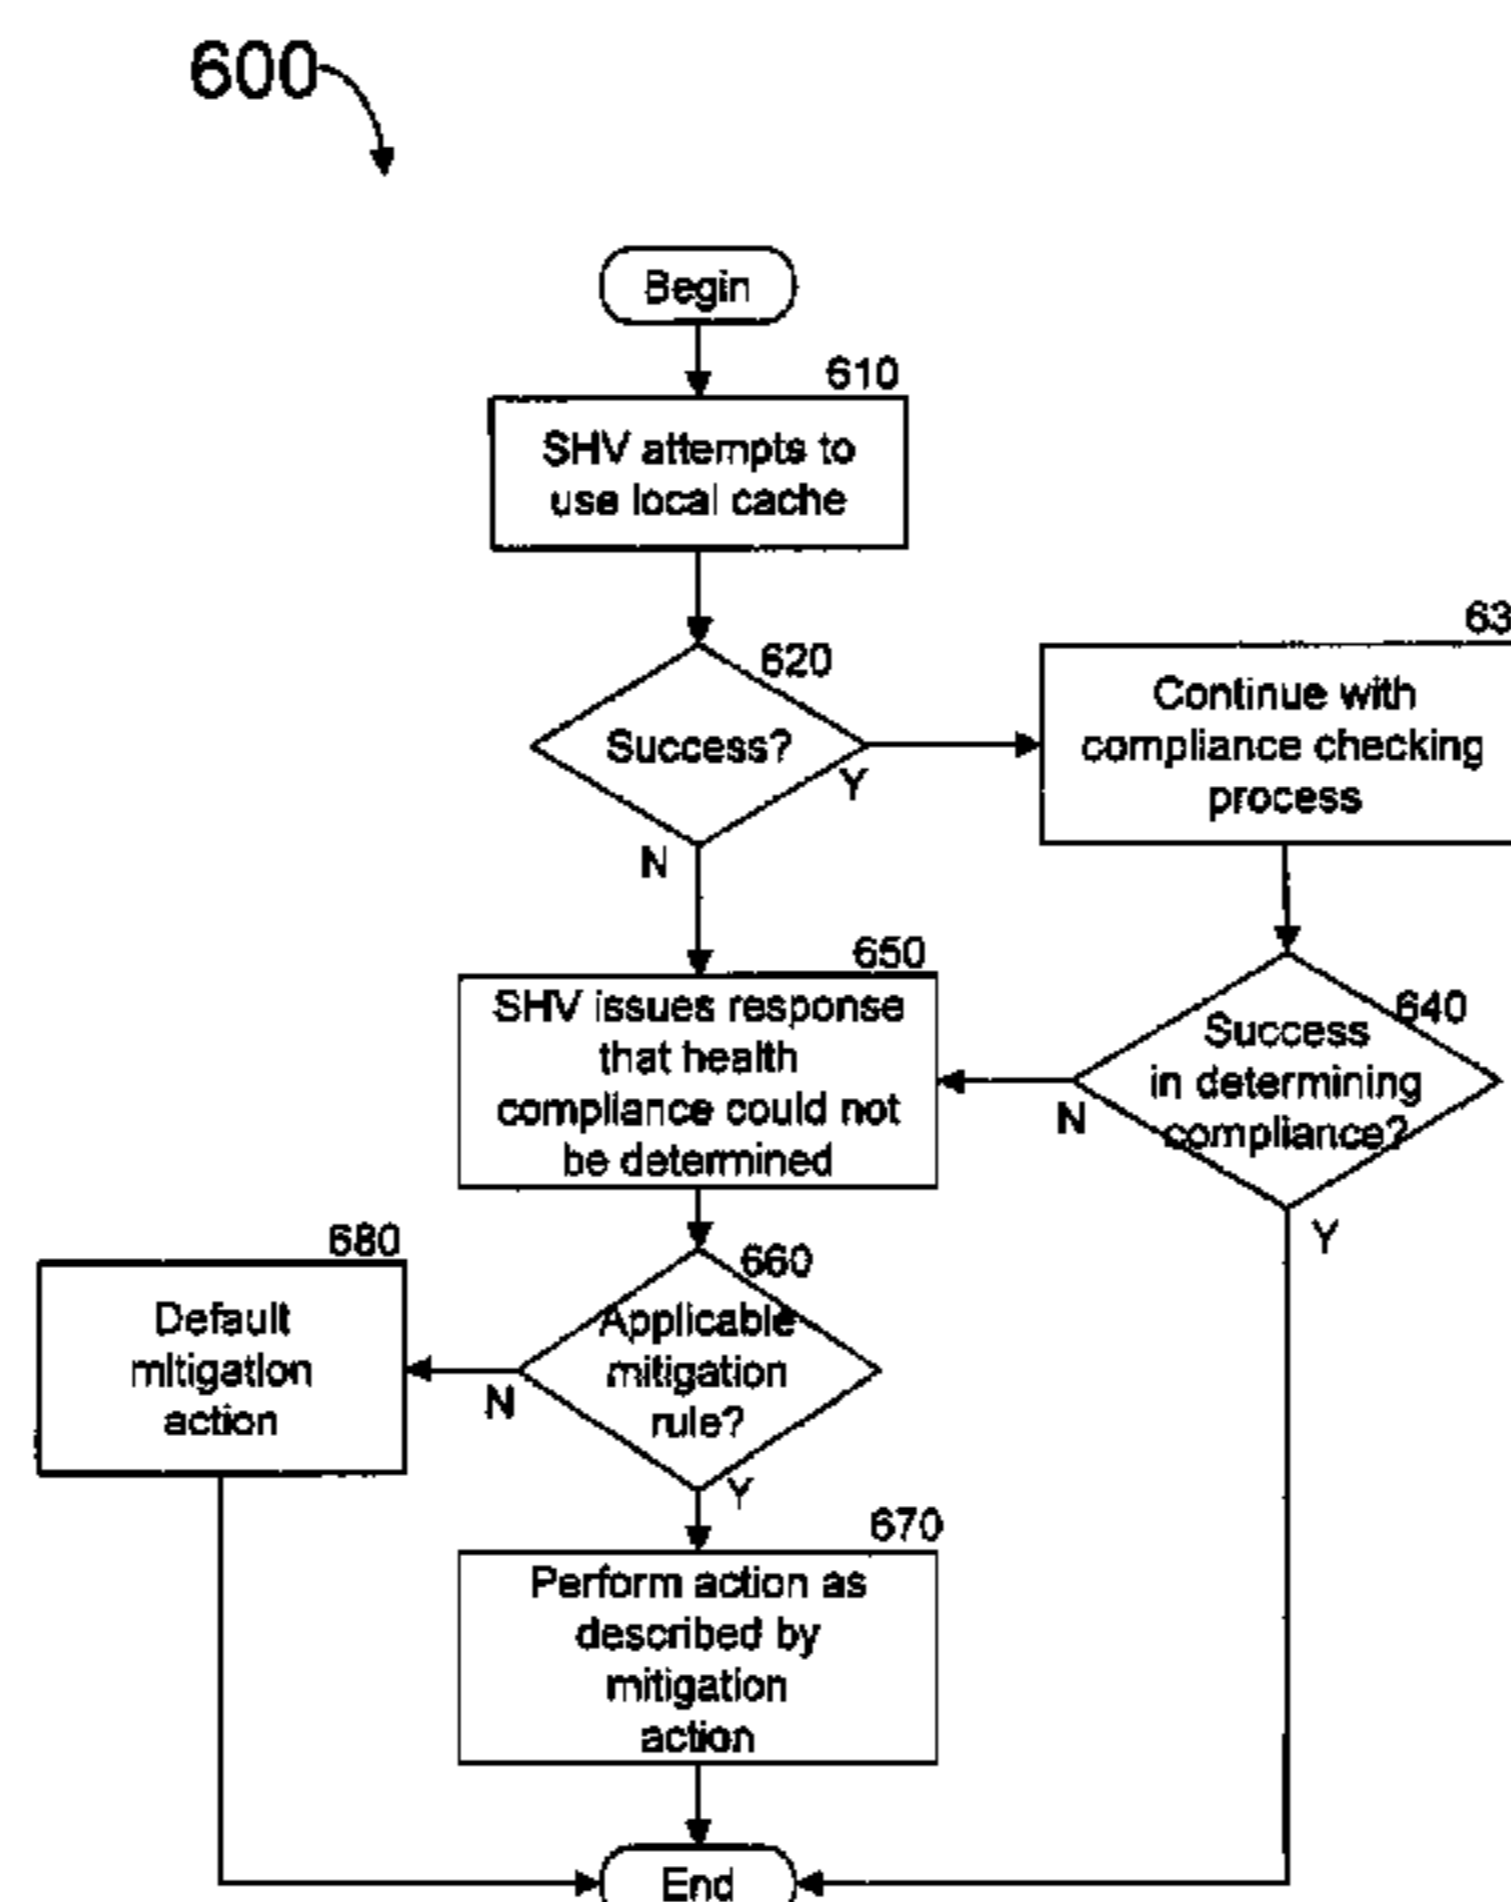 600
Begin
610
SHV attempts to
use local cache
620
Success?
Y
N
63
Continue with
compliance checking
process
640
Success
in determining
compliance?
N
Y
650
SHV issues response
that health
compliance could not
be determined
660
Applicable
mitigation
rule?
N
Y
680
Default
mitigation
action
670
Perform action as
described by
mitigation
action
End